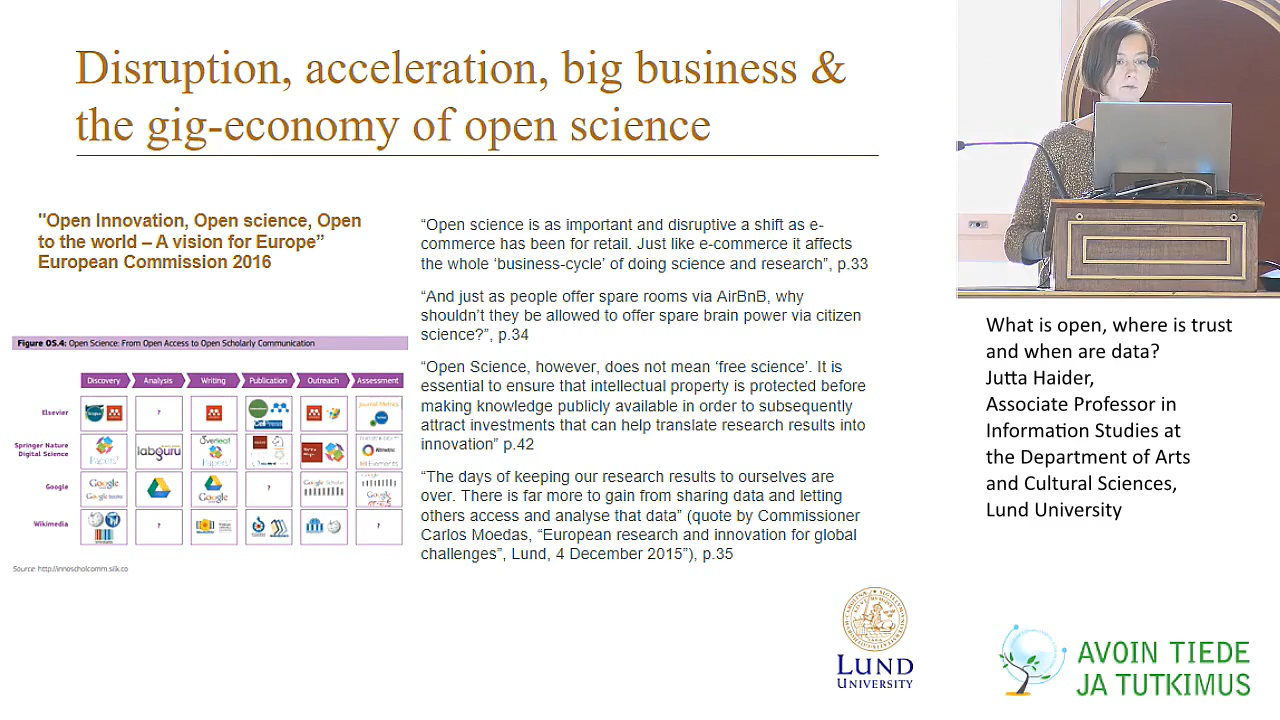 Disruption, acceleration, big business &
the gig-economy of open science
"Open Innovation, Open science, Open
to the world – A vision for Europe”
European Commission 2016
“Open science is as important and disruptive a shift as e-
commerce has been for retail. Just like e-commerce it affects
the whole ‘business-cycle’ of doing science and research”, p.33
“And just as people offer spare rooms via AirBnB, why
shouldn’t they be allowed to offer spare brain power via citizen
science?”, p.34
“Open Science, however, does not mean ‘free science’. It is
essential to ensure that intellectual property is protected before
making knowledge publicly available in order to subsequently
attract investments that can help translate research results into
innovation” p.42
“The days of keeping our research results to ourselves are
over. There is far more to gain from sharing data and letting
others access and analyse that data” (quote by Commissioner
Carlos Moedas, “European research and innovation for global
challenges”, Lund, 4 December 2015”), p.35
Figure OS.4: Open Science: From Open Access to Open Scholarly Communication
Discovery Analysis Writing Publication Outreach Assessment
Elsevier ?
Springer Nature
Digital Science
Papers labguru Overleaf Papers Altmetric
Google
Google Google books Google ? Google Scholar Google
Wikimedia ? ?
Source: http://innoscholcomm.silk.co
LUND
UNIVERSITY
What is open, where is trust
and when are data?
Jutta Haider,
Associate Professor in
Information Studies at
the Department of Arts
and Cultural Sciences,
Lund University
AVOIN TIEDE
JA TUTKIMUS